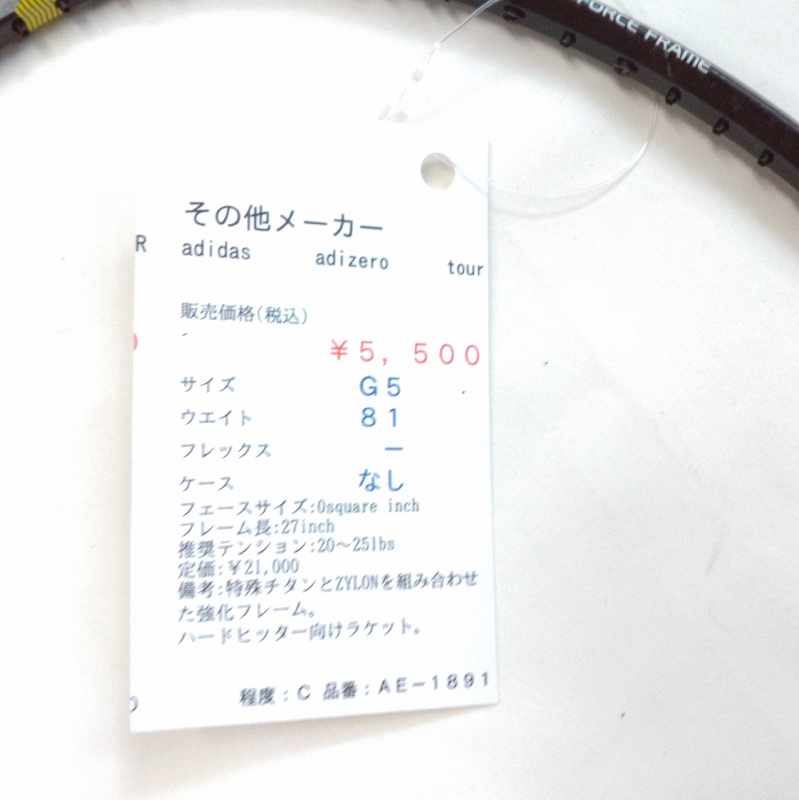 FORCE FRAME
その他メーカー
R adidas adizero tour
販売価格(税込)
¥5,500
サイズ G5
ウエイト 81
フレックス ー
ケース なし
フェースサイズ:0square inch
フレーム長:27inch
推奨テンション:20～25lbs
定価:¥21,000
備考:特殊チタンとZYLONを組み合わせ
た強化フレーム。
ハードヒッター向けラケット。
程度:C 品番:AE-1891